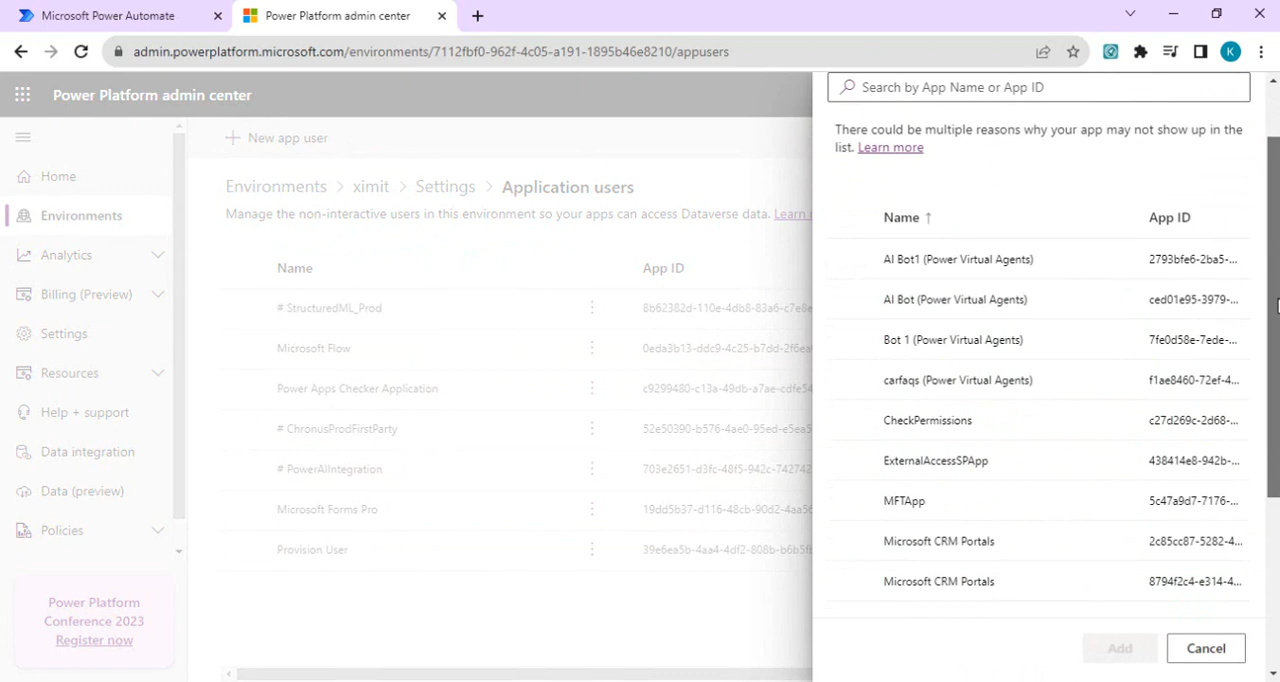 Microsoft Power Automate
Power Platform admin center
admin.powerplatform.microsoft.com/environments/7112fbf0-962f-4c05-a191-1895b46e8210/appusers
K
Power Platform admin center
Home
Environments
Analytics
Billing (Preview)
Settings
Resources
Help + support
Data integration
Data (preview)
Policies
Power Platform
Conference 2023
Register now
New app user
Environments > ximit > Settings > Application users
Manage the non-interactive users in this environment so your apps can access Dataverse data. Learn
Name App ID
# StructuredML_Prod 8b62382d-110e-4db8-83a6-c7e8e
Microsoft Flow 0eda3b13-ddc9-4c25-b7dd-2f6ea
Power Apps Checker Application c9299480-c13a-49db-a7ae-cdfe54
# ChronusProdFirstParty 52e50390-b576-4ae0-95ed-e5ea5
# PowerAIIntegration 703e2651-d3fc-48f5-942c-742742
Microsoft Forms Pro 19dd5b37-d116-48cb-90d2-4aa56
Provision User 39e6ea5b-4aa4-4df2-808b-b6b5f
Search by App Name or App ID
There could be multiple reasons why your app may not show up in the
list. Learn more
Name ↑ App ID
AI Bot1 (Power Virtual Agents) 2793bfe6-2ba5-...
AI Bot (Power Virtual Agents) ced01e95-3979-...
Bot 1 (Power Virtual Agents) 7fe0d58e-7ede-...
carfaqs (Power Virtual Agents) f1ae8460-72ef-4...
CheckPermissions c27d269c-2d68-...
ExternalAccessSPApp 438414e8-942b-...
MFTApp 5c47a9d7-7176-...
Microsoft CRM Portals 2c85cc87-5282-4...
Microsoft CRM Portals 8794f2c4-e314-4...
Add
Cancel